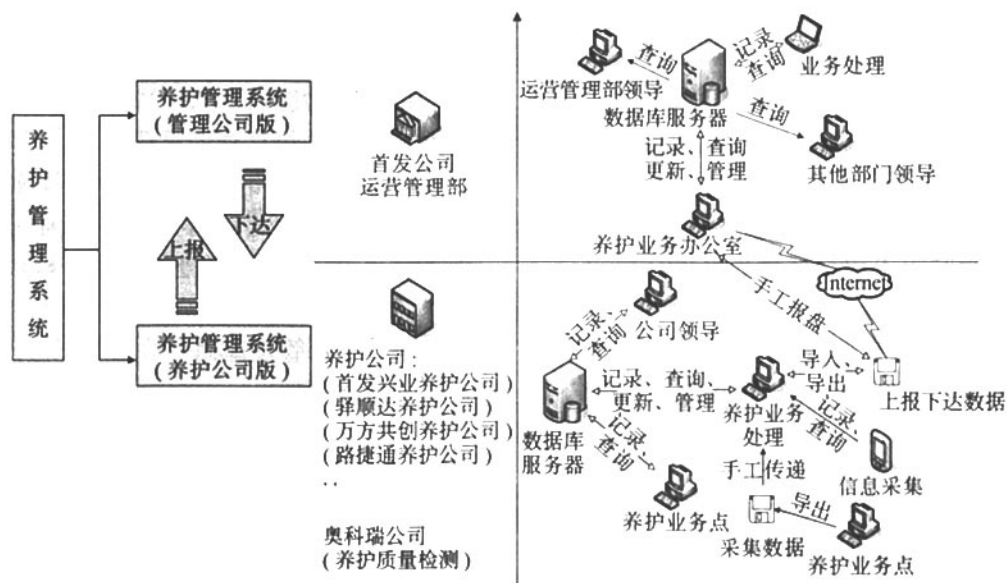 养护管理系统
养护管理系统
(管理公司版)
下达
上报
养护管理系统
(养护公司版)
首发公司
运营管理部
养护公司:
(首发兴业养护公司)
(驿顺达养护公司)
(万方共创养护公司)
(路捷通养护公司)
..
奥科瑞公司
(养护质量检测)
查询
记录
查询
业务处理
运营管理部领导
数据库服务器
查询
记录、查询
更新、管理
其他部门领导
养护业务办公室
Internet
手工报盘
记录、
查询
公司领导
导入、
导出
上报下达数据
记录、查询、
更新、管理
养护业务
处理
数据库
服务器
记录、
查询
记录、
查询
手工传递
信息采集
养护业务点
导出
采集数据
养护业务点